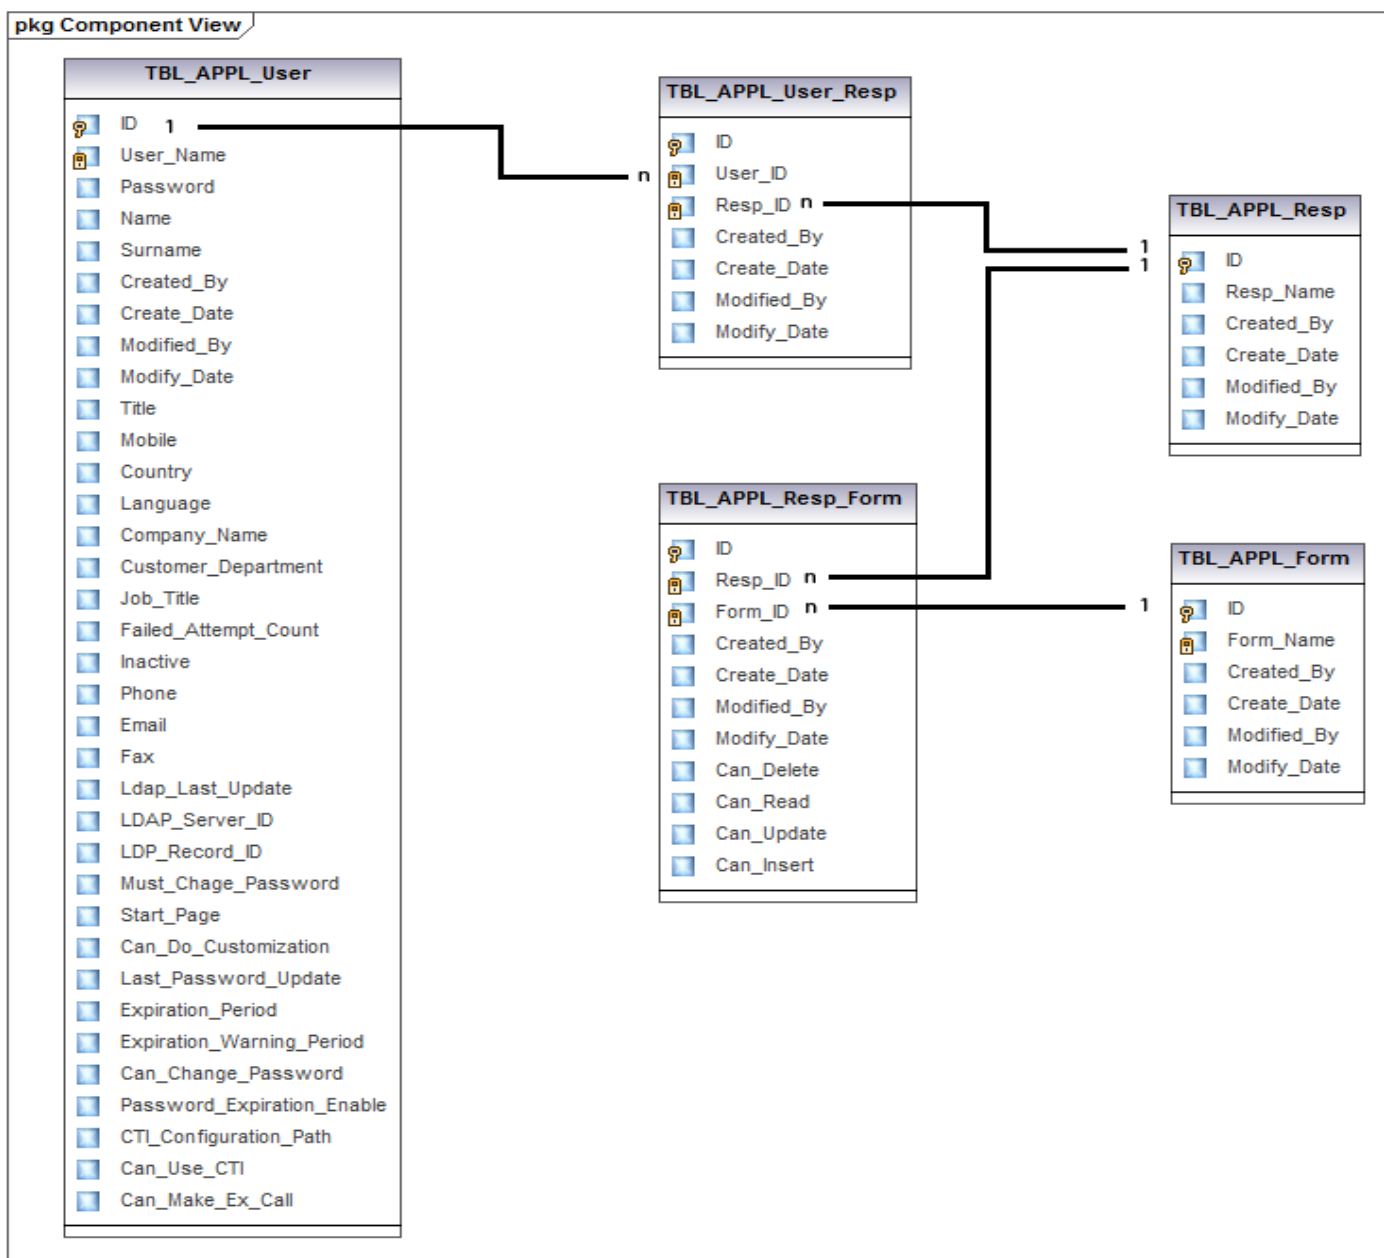 pkg Component View
TBL_APPL_User
ID 1
User_Name
Password
Name
Surname
Created_By
Create_Date
Modified_By
Modify_Date
Title
Mobile
Country
Language
Company_Name
Customer_Department
Job_Title
Failed_Attempt_Count
Inactive
Phone
Email
Fax
Ldap_Last_Update
LDAP_Server_ID
LDP_Record_ID
Must_Chage_Password
Start_Page
Can_Do_Customization
Last_Password_Update
Expiration_Period
Expiration_Warning_Period
Can_Change_Password
Password_Expiration_Enable
CTI_Configuration_Path
Can_Use_CTI
Can_Make_Ex_Call
TBL_APPL_User_Resp
ID
n User_ID
Resp_ID n
Created_By
Create_Date
Modified_By
Modify_Date
TBL_APPL_Resp_Form
ID
Resp_ID n
Form_ID n
Created_By
Create_Date
Modified_By
Modify_Date
Can_Delete
Can_Read
Can_Update
Can_Insert
TBL_APPL_Resp
1
1
ID
Resp_Name
Created_By
Create_Date
Modified_By
Modify_Date
TBL_APPL_Form
1 ID
Form_Name
Created_By
Create_Date
Modified_By
Modify_Date